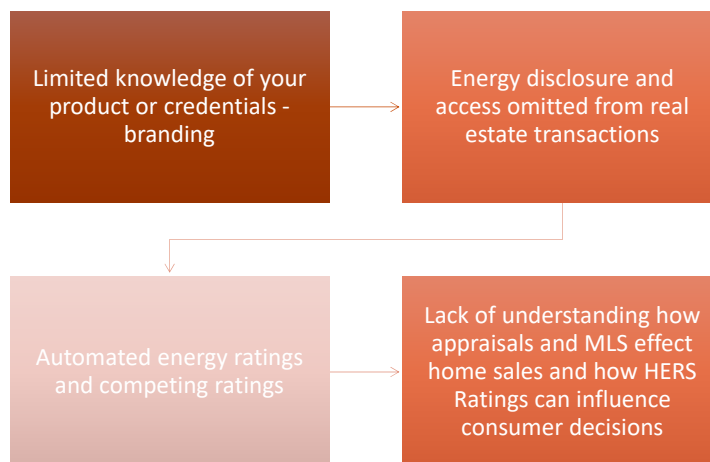 Limited knowledge of your
product or credentials -
branding
Energy disclosure and
access omitted from real
estate transactions
Automated energy ratings
and competing ratings
Lack of understanding how
appraisals and MLS effect
home sales and how HERS
Ratings can influence
consumer decisions